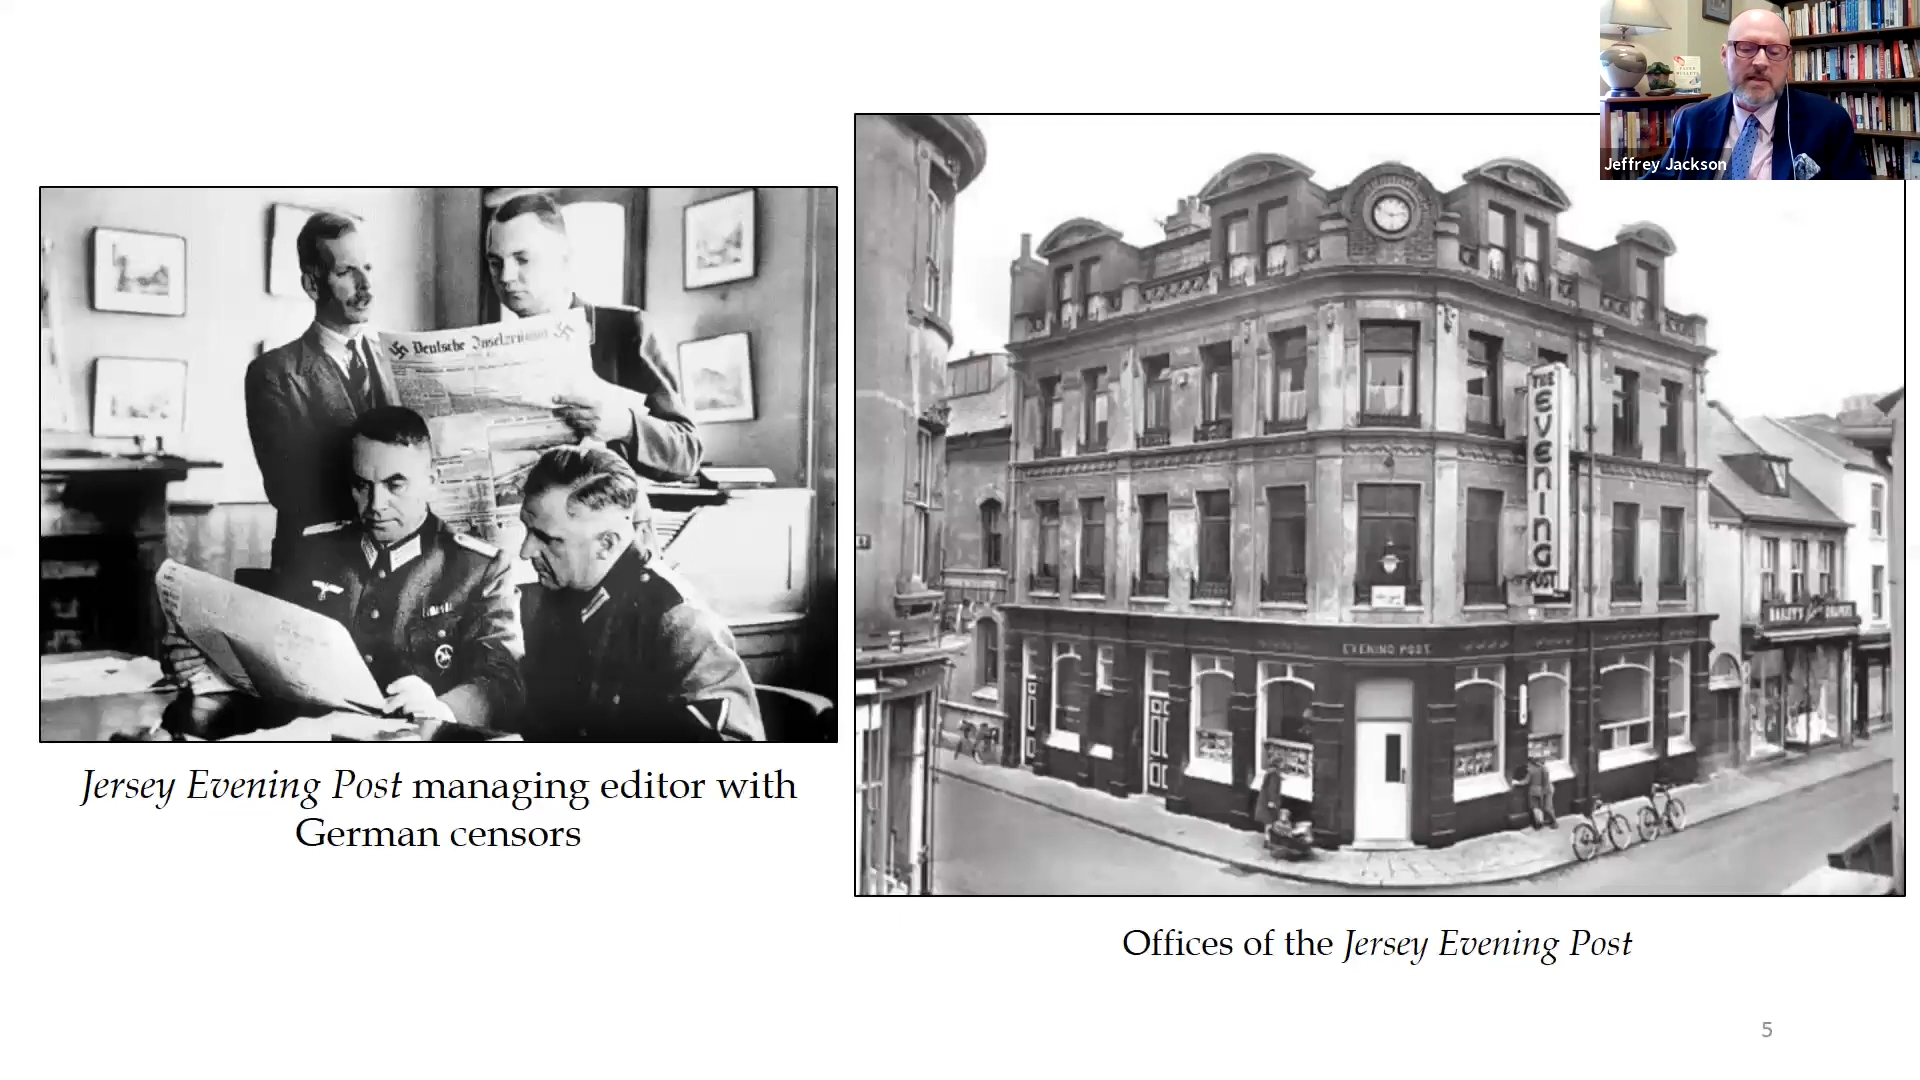 Jeffrey Jackson
Deutsche Inselzeitung
THE
EVENING
POST
EVENING POST
Jersey Evening Post managing editor with
German censors
Offices of the Jersey Evening Post
5